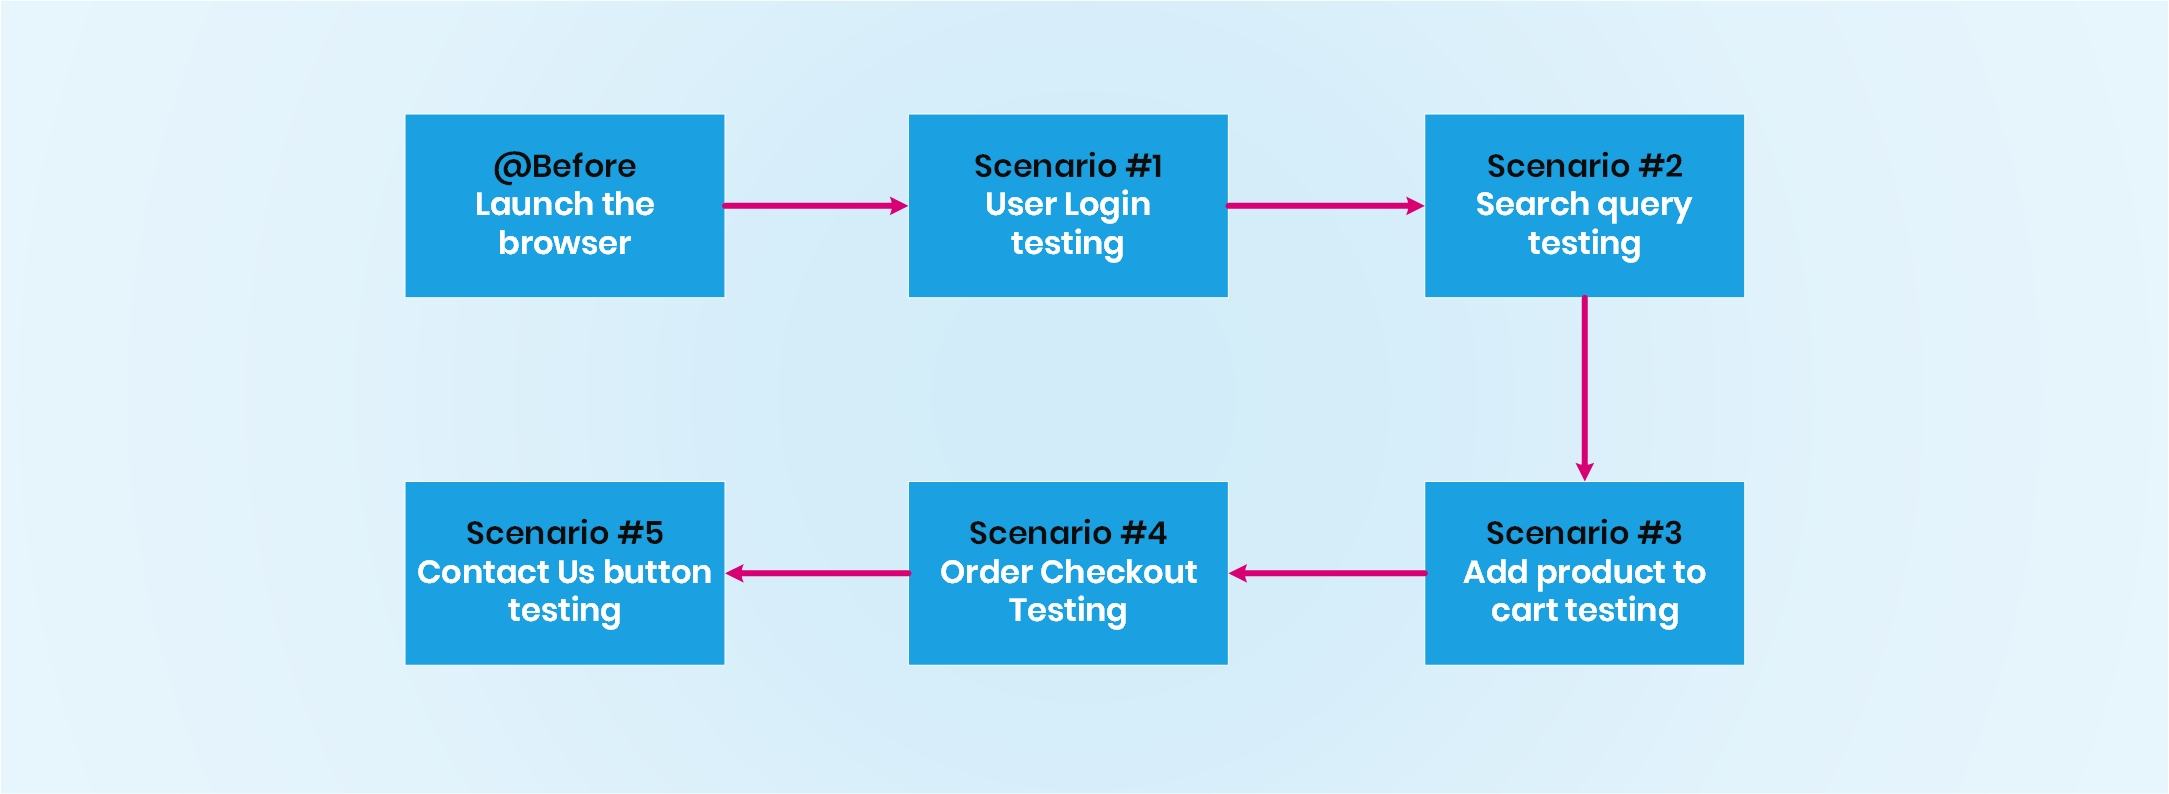 @Before
Launch the
browser
Scenario #1
User Login
testing
Scenario #2
Search query
testing
Scenario #3
Add product to
cart testing
Scenario #4
Order Checkout
Testing
Scenario #5
Contact Us button
testing